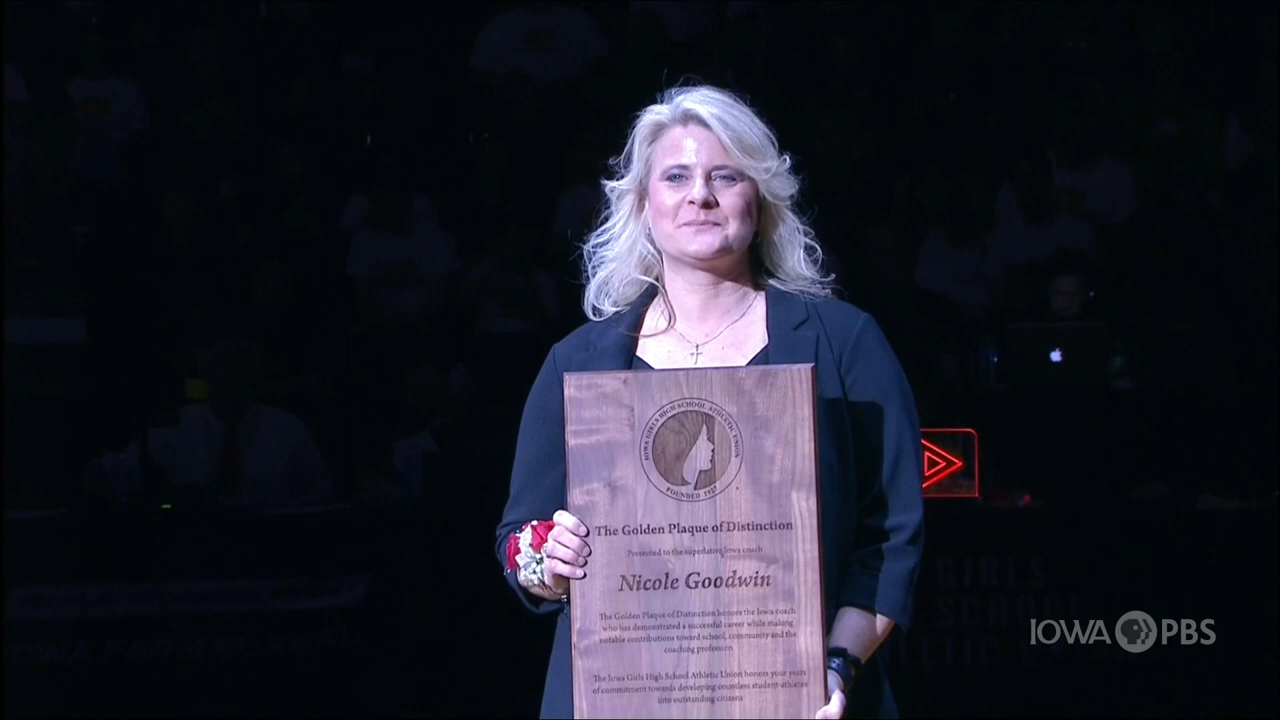 IOWA GIRLS HIGH SCHOOL ATHLETIC UNION
FOUNDED 1925
The Golden Plaque of Distinction
Presented to the superlative Iowa coach
Nicole Goodwin
The Golden Plaque of Distinction honors the Iowa coach
who has demonstrated a successful career while making
notable contributions toward school, community and the
coaching profession
The Iowa Girls High School Athletic Union honors your years
of commitment towards developing countless student-athletes
into outstanding citizens
GIRLS
SCHOOL
IOWA PBS